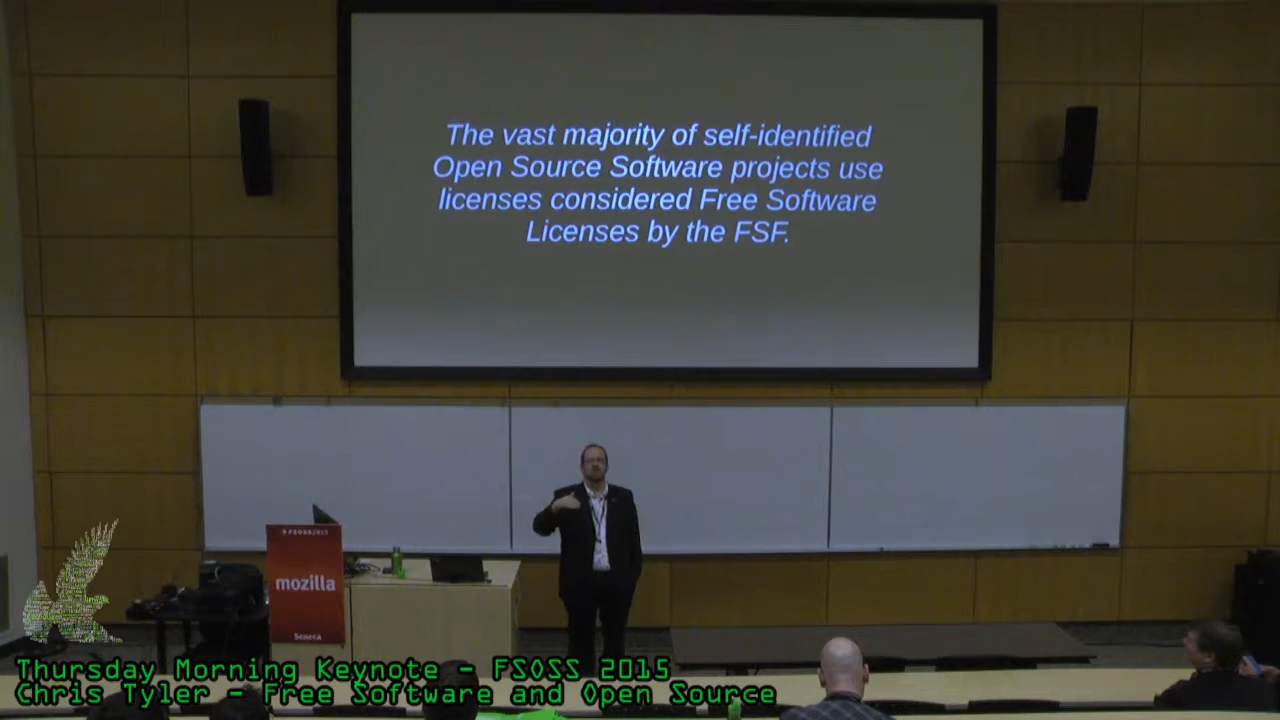 The vast majority of self-identified
Open Source Software projects use
licenses considered Free Software
Licenses by the FSF.
FSOSS2015
mozilla
Seneca
Thursday Morning Keynote - FSOSS 2015
Chris Tyler - Free Software and Open Source